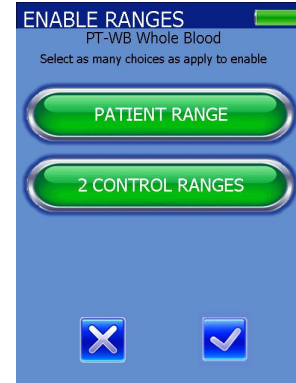 ENABLE RANGES
PT-WB Whole Blood
Select as many choices as apply to enable
PATIENT RANGE
2 CONTROL RANGES